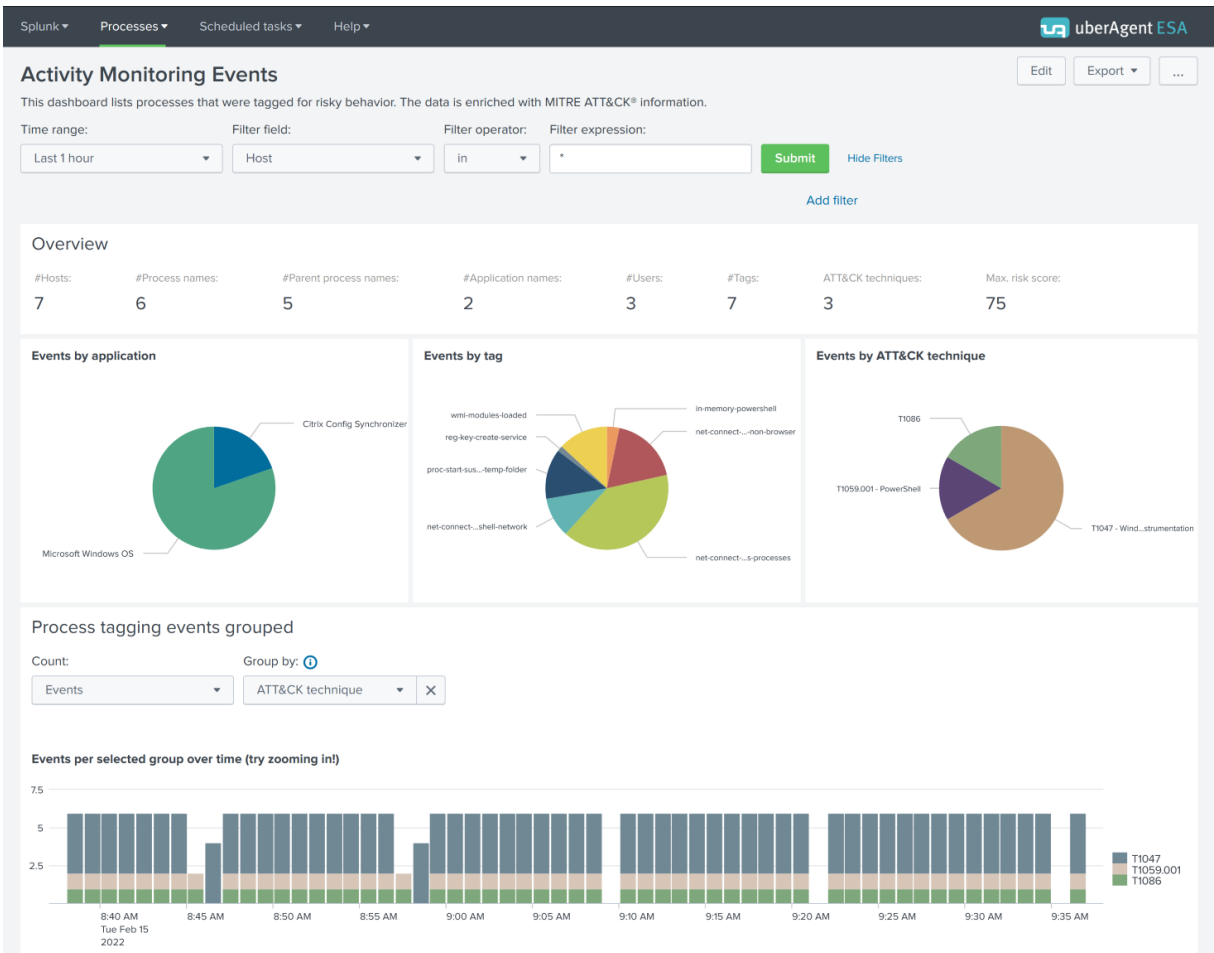 Splunk Processes Scheduled tasks Help uberAgent ESA
Activity Monitoring Events
Edit Export ...
This dashboard lists processes that were tagged for risky behavior. The data is enriched with MITRE ATT&CK® information.
Time range: Filter field: Filter operator: Filter expression:
Last 1 hour Host in * Submit Hide Filters
Add filter
Overview
#Hosts: #Process names: #Parent process names: #Application names: #Users: #Tags: ATT&CK techniques: Max. risk score:
7 6 5 2 3 7 3 75
Events by application
Citrix Config Synchronizer
Microsoft Windows OS
Events by tag
in-memory-powershell
wmi-modules-loaded
net-connect-...-non-browser
reg-key-create-service
proc-start-sus...-temp-folder
net-connect-...shell-network
net-connect-...s-processes
Events by ATT&CK technique
T1086
T1059.001 - PowerShell
T1047 - Wind...strumentation
Process tagging events grouped
Count: Group by:
Events ATT&CK technique
Events per selected group over time (try zooming in!)
7.5
5
2.5
T1047
T1059.001
T1086
8:40 AM 8:45 AM 8:50 AM 8:55 AM 9:00 AM 9:05 AM 9:10 AM 9:15 AM 9:20 AM 9:25 AM 9:30 AM 9:35 AM
Tue Feb 15
2022